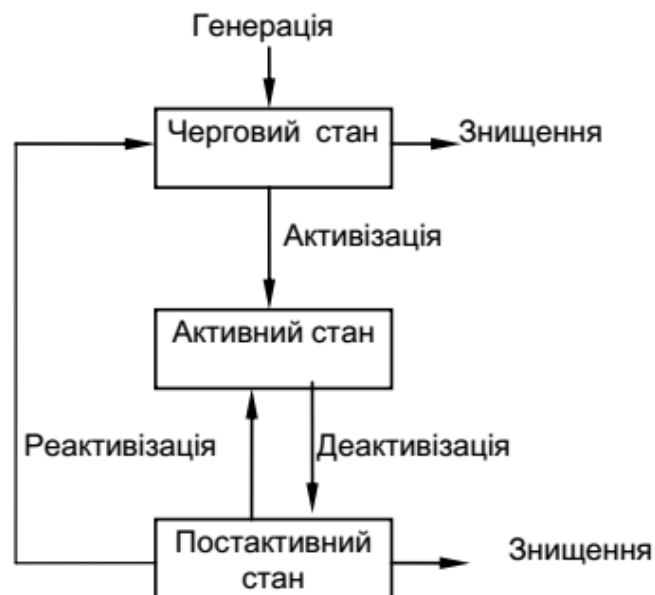 Генерація
Черговий стан
Знищення
Активізація
Активний стан
Реактивізація
Деактивізація
Постактивний
стан
Знищення